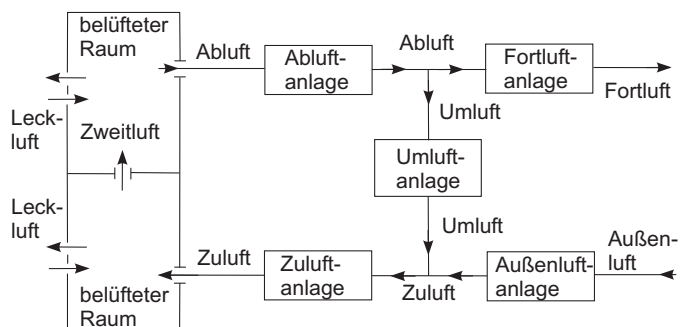 belüfteter
Raum
Abluft
Abluft-
anlage
Abluft
Fortluft-
anlage
Fortluft
Leck-
luft
Zweitluft
Umluft
Umluft-
anlage
Leck-
luft
Umluft
Zuluft
Zuluft-
anlage
Zuluft
Außenluft-
anlage
Außen-
luft
belüfteter
Raum